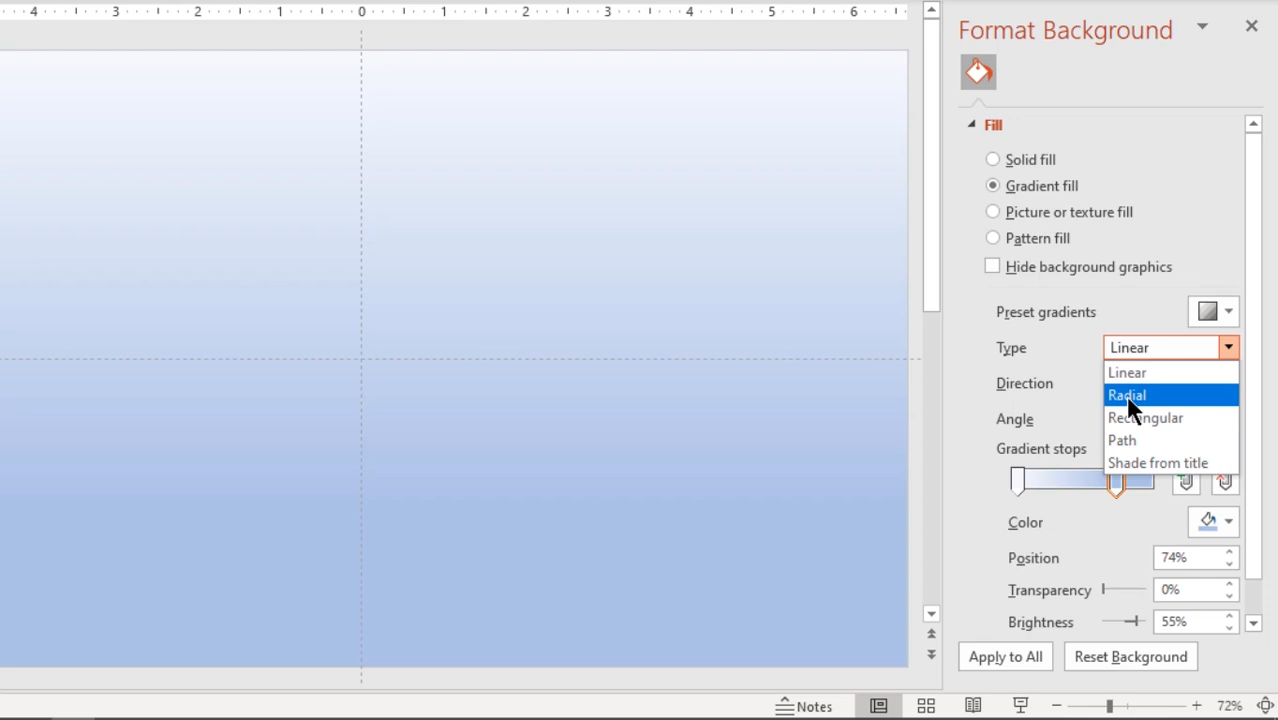 4 3 2 1 0 1 2 3 4 5 6
Format Background
Fill
Solid fill
Gradient fill
Picture or texture fill
Pattern fill
Hide background graphics
Preset gradients
Type Linear
Linear
Direction Radial
Rectangular
Angle
Path
Gradient stops
Shade from title
Color
Position 74%
Transparency 0%
Brightness 55%
Apply to All Reset Background
Notes 72%